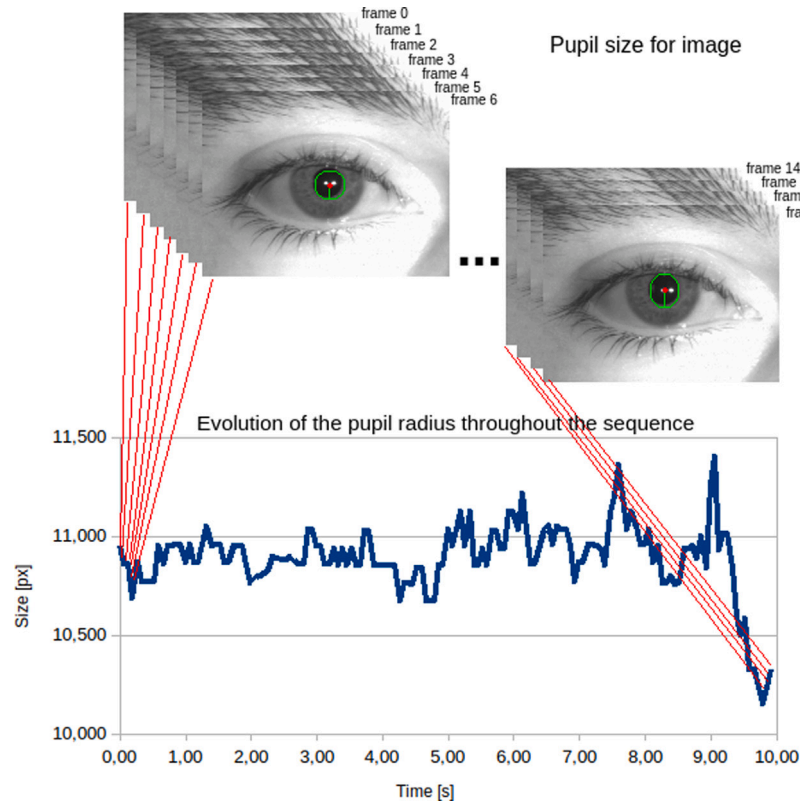 frame 0
frame 1
frame 2
frame 3
frame 4
frame 5
frame 6
Pupil size for image
frame 14
frame
...
Evolution of the pupil radius throughout the sequence
11,500
11,000
10,500
10,000
Size [px]
0,00 1,00 2,00 3,00 4,00 5,00 6,00 7,00 8,00 9,00 10,00
Time [s]